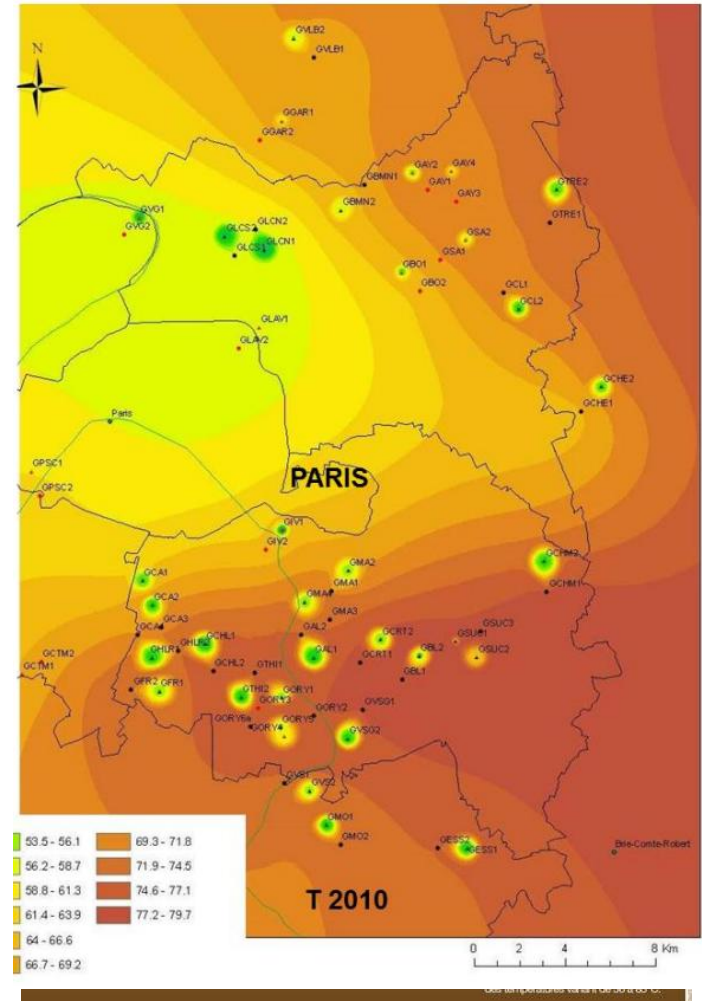 GVLB2
N
GVLB1
GGAR1
GGAR2
GAY2 GAY4
GBMN1
GAY1
GAY3
GTRE2
GBMN2
GVG1
GTRE1
GLCS2 GLCN2
GVG2
GSA2
GLCN1
GLCS1
GSA1
GBO1
GBO2
GCL1
GCL2
GLAV1
GLAV2
GCHE2
GCHE1
Paris
GPSC1
PARIS
GPSC2
GIV1
GIV2
GCHM2
GMA2
GCA1
GMA1
GCHM1
GCA2
GMA4
GCA3
GMA3
GAL2
GCRT2
GSUC3
GCHL1
GSUC1
GHLR1
GAL1
GBL2
GSUC2
GCTM2
GCTM1
GCHL2
GTHI1
GCRT1
GBL1
GFR2 GFR1
GTHI2
GORY1
GORY3
GORY2
GVSG1
GORY4
GVSG2
GVS1
GVS2
GMO1
GMO2
GESS2
GESS1
Brie-Comte-Robert
53.5 - 56.1
69.3 - 71.8
56.2 - 58.7
71.9 - 74.5
58.8 - 61.3
74.6 - 77.1
61.4 - 63.9
77.2 - 79.7
64 - 66.6
66.7 - 69.2
T 2010
0 2 4 8 Km